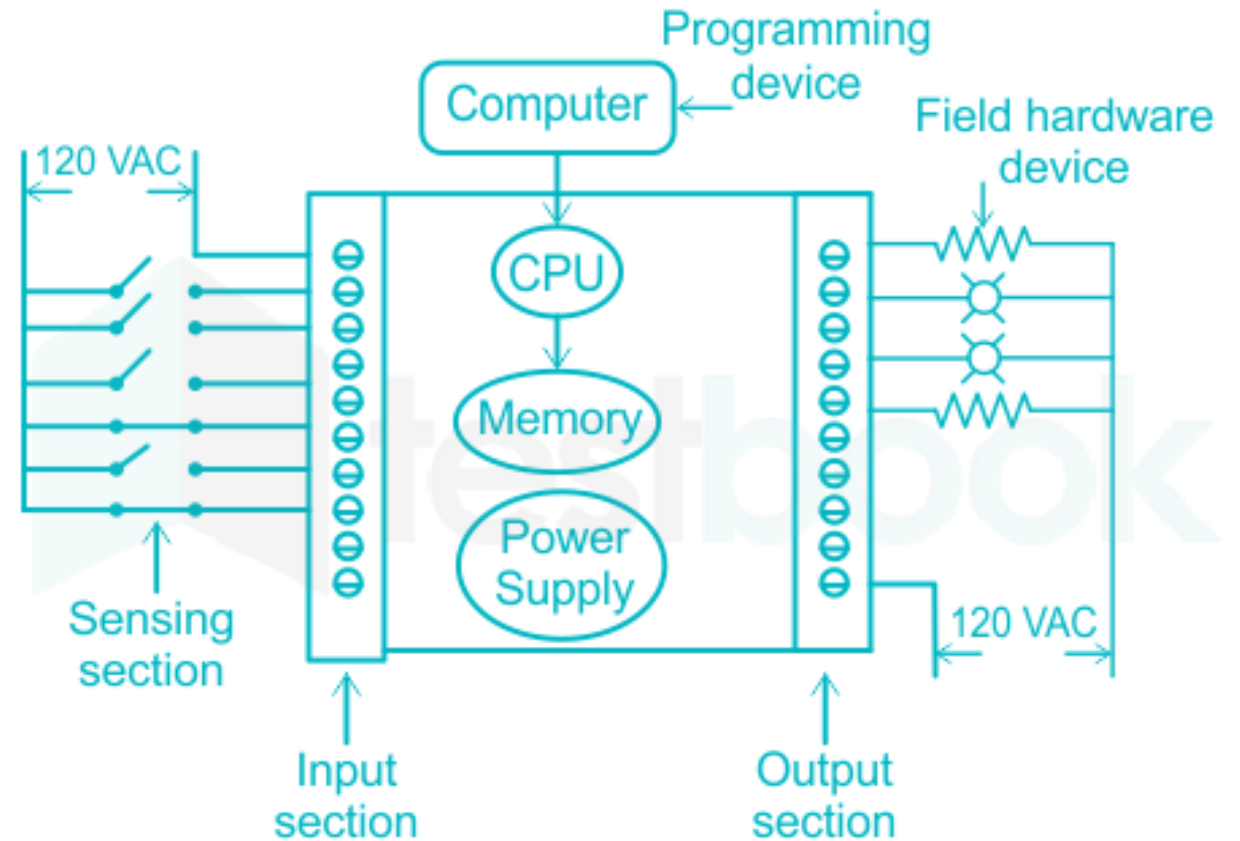 Programming
device
Computer
Field hardware
device
120 VAC
CPU
Memory
Power
Supply
testbook
Sensing
section
120 VAC
Input
section
Output
section